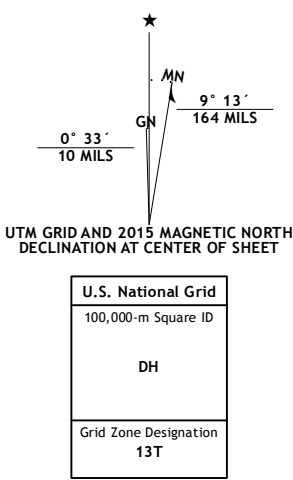 MN
9° 13´
164 MILS
GN
0° 33´
10 MILS
UTM GRID AND 2015 MAGNETIC NORTH
DECLINATION AT CENTER OF SHEET
U.S. National Grid
100,000-m Square ID
DH
Grid Zone Designation
13T